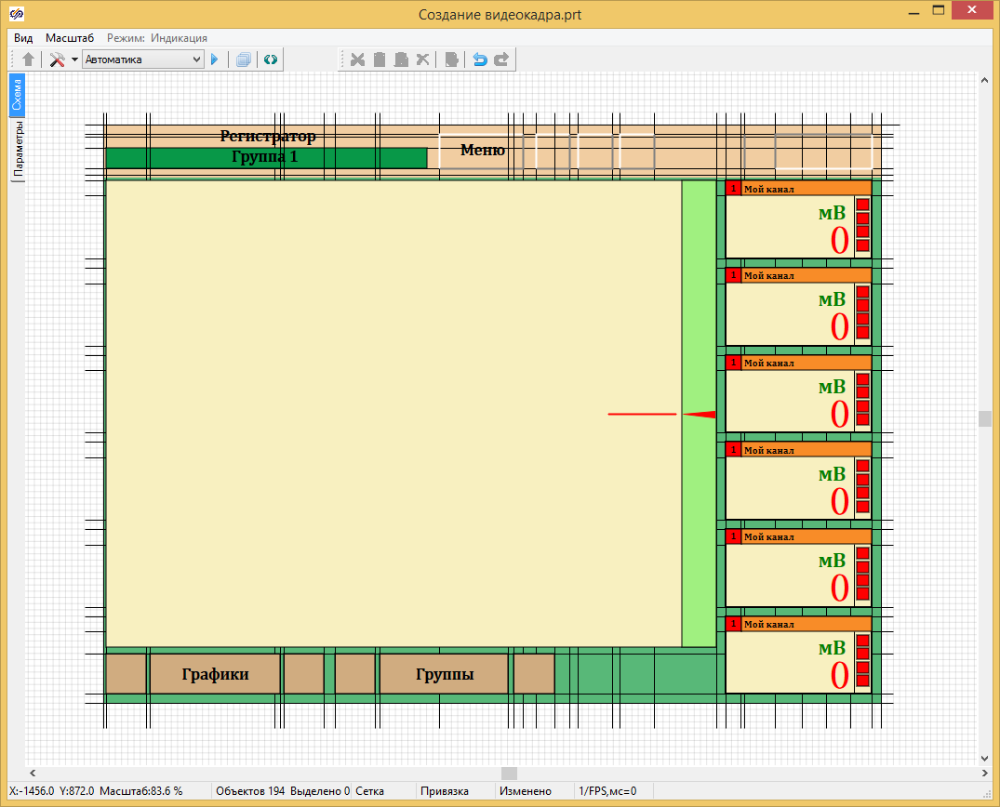 Создание видеокадра.prt
Вид Масштаб Режим: Индикация
Автоматика
Схема
Параметры
Регистратор
Группа 1
Меню
1 Мой канал
мВ
0
1 Мой канал
мВ
0
1 Мой канал
мВ
0
1 Мой канал
мВ
0
1 Мой канал
мВ
0
1 Мой канал
мВ
0
Графики
Группы
X:-1456.0 Y:872.0 Масштаб:83.6 % Объектов 194 Выделено 0 Сетка Привязка Изменено 1/FPS,мс=0